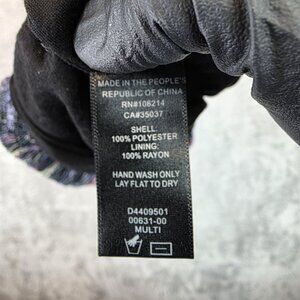 MADE IN THE PEOPLE'S
REPUBLIC OF CHINA
RN#106214
CA#35037
SHELL:
100% POLYESTER
LINING:
100% RAYON
HAND WASH ONLY
LAY FLAT TO DRY
D4409501
00631-00
MULTI